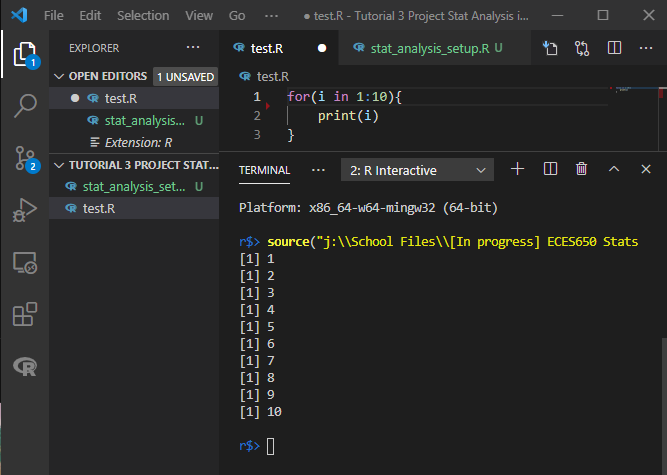 File Edit Selection View Go ··· ● test.R - Tutorial 3 Project Stat Analysis i...
EXPLORER ···
OPEN EDITORS 1 UNSAVED
test.R
stat_analysis... U
Extension: R
TUTORIAL 3 PROJECT STAT...
stat_analysis_set... U
test.R
1
2
test.R
stat_analysis_setup.R U
test.R
1 for(i in 1:10){
2 print(i)
3 }
TERMINAL ··· 2: R Interactive
Platform: x86_64-w64-mingw32 (64-bit)
r$> source("j:\\School Files\\[In progress] ECES650 Stats
[1] 1
[1] 2
[1] 3
[1] 4
[1] 5
[1] 6
[1] 7
[1] 8
[1] 9
[1] 10
r$>